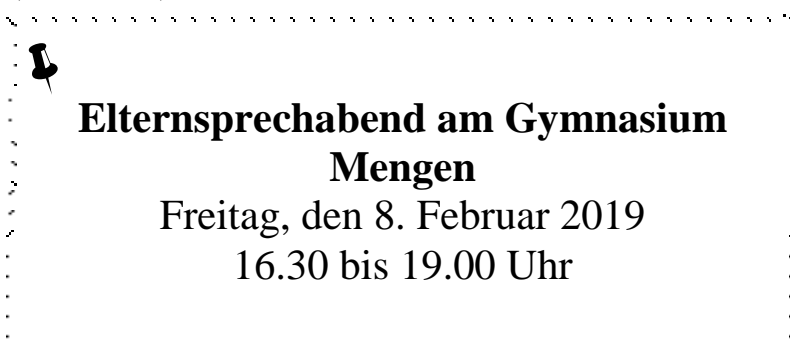 Elternsprechabend am Gymnasium
Mengen
Freitag, den 8. Februar 2019
16.30 bis 19.00 Uhr